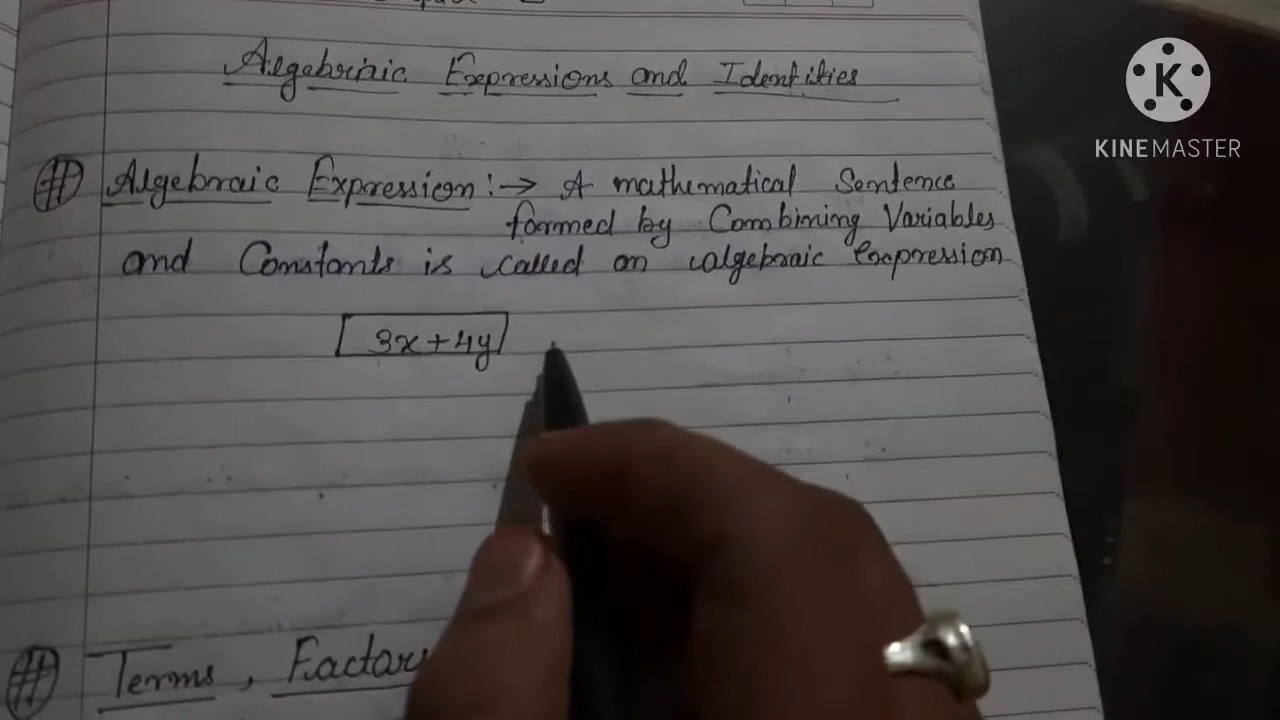 Algebraic Expressions and Identities
K
KINEMASTER
# Algebraic Expression :→ A mathematical Sentence
formed by Combining Variables
and Constants is called an algebraic expression
3x+4y
# Terms, Factors